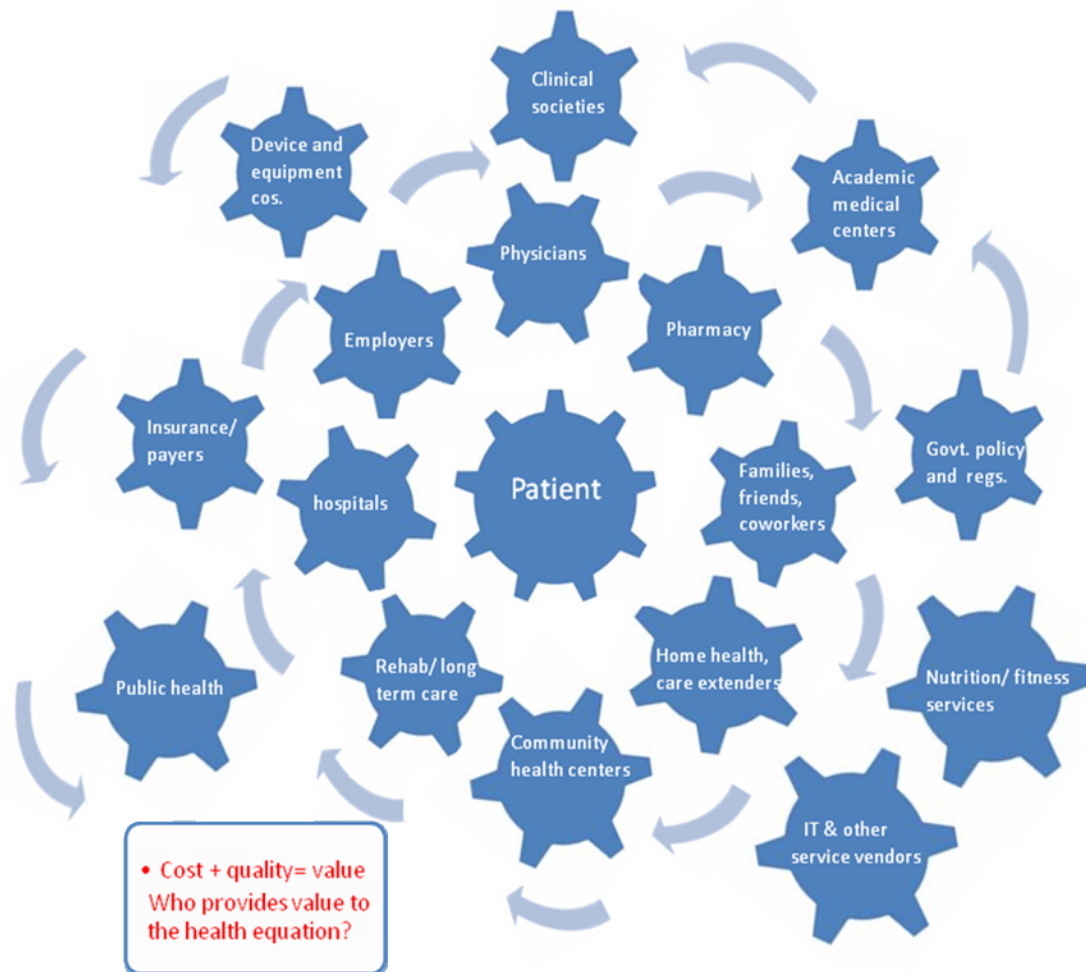 Clinical
societies
Device and
equipment
cos.
Academic
medical
centers
Physicians
Employers
Pharmacy
Insurance/
payers
hospitals
Patient
Families,
friends,
coworkers
Govt. policy
and regs.
Public health
Rehab/ long
term care
Home health,
care extenders
Nutrition/ fitness
services
Community
health centers
IT & other
service vendors
• Cost + quality= value
Who provides value to
the health equation?